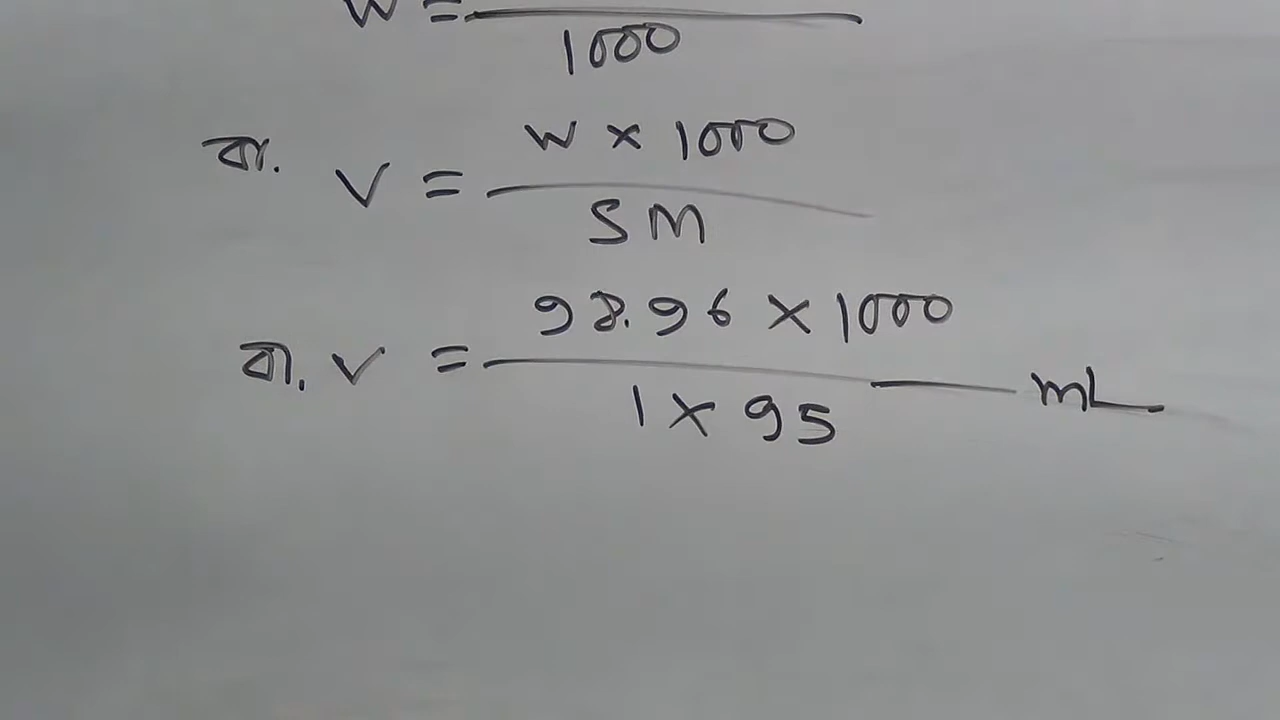 W = ———
1000
বা. V = W × 1000 / SM
বা. V = 98.96 × 1000 / 1 × 95 mL